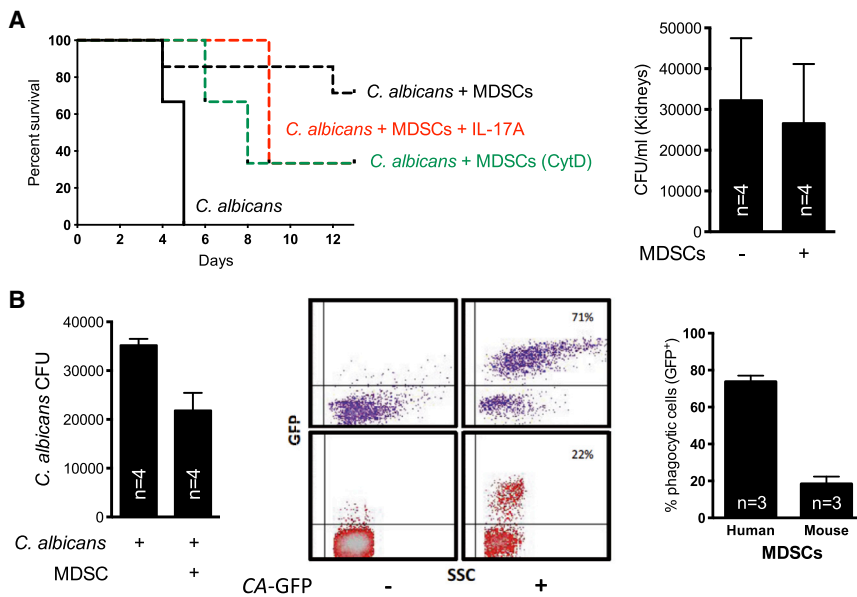 A
Percent survival
100
80
60
40
20
0
0 2 4 6 8 10 12
Days
C. albicans + MDSCs
C. albicans + MDSCs + IL-17A
C. albicans + MDSCs (CytD)
C. albicans
CFU/ml (Kidneys)
50000
40000
30000
20000
10000
0
n=4 n=4
MDSCs - +
B
C. albicans CFU
40000
30000
20000
10000
0
n=4 n=4
C. albicans + +
MDSC +
GFP
71%
22%
SSC
CA-GFP - +
% phagocytic cells (GFP+)
100
80
60
40
20
0
n=3 n=3
Human Mouse
MDSCs